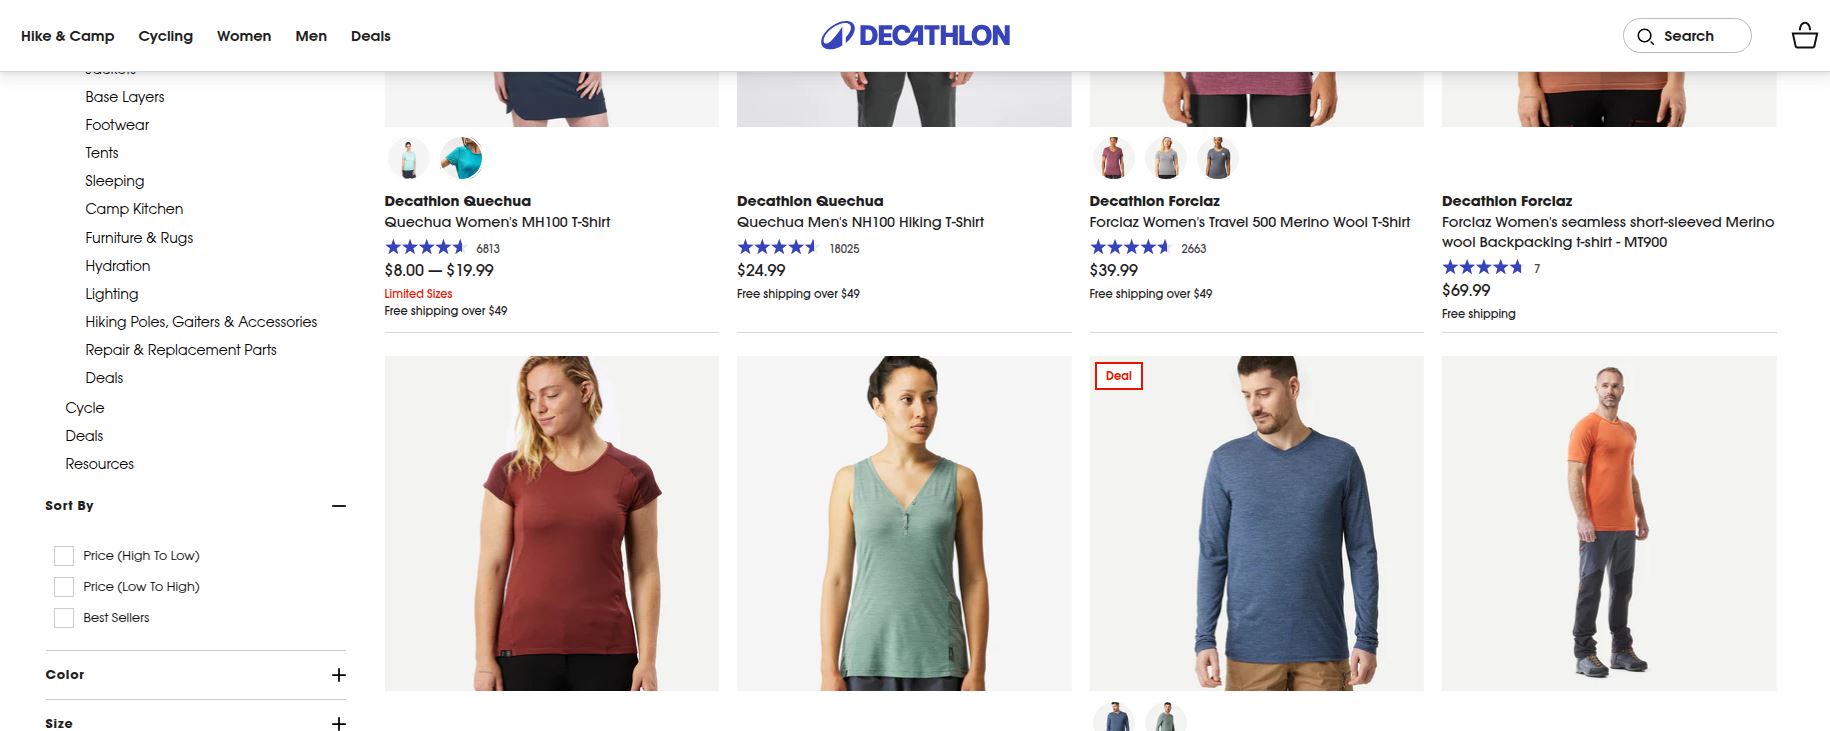 Hike & Camp
Cycling
Women
Men
Deals
DECATHLON
Search
Jackets
Base Layers
Footwear
Tents
Sleeping
Camp Kitchen
Furniture & Rugs
Hydration
Lighting
Hiking Poles, Gaiters & Accessories
Repair & Replacement Parts
Deals
Cycle
Deals
Resources
Sort By
Price (High To Low)
Price (Low To High)
Best Sellers
Color
Size
Decathlon Quechua
Quechua Women's MH100 T-Shirt
6813
$8.00 — $19.99
Limited Sizes
Free shipping over $49
Decathlon Quechua
Quechua Men's NH100 Hiking T-Shirt
18025
$24.99
Free shipping over $49
Decathlon Forclaz
Forclaz Women's Travel 500 Merino Wool T-Shirt
2663
$39.99
Free shipping over $49
Decathlon Forclaz
Forclaz Women's seamless short-sleeved Merino
wool Backpacking t-shirt - MT900
7
$69.99
Free shipping
Deal